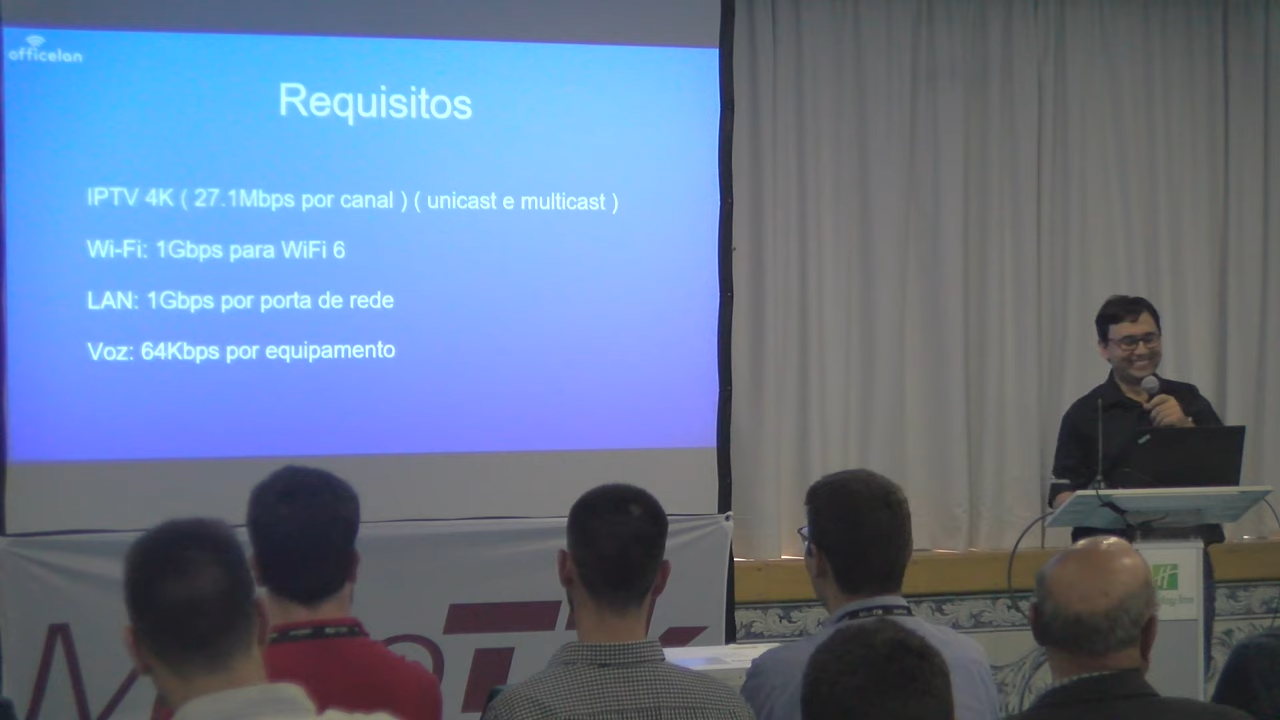 officelan
Requisitos
IPTV 4K ( 27.1Mbps por canal ) ( unicast e multicast )
Wi-Fi: 1Gbps para WiFi 6
LAN: 1Gbps por porta de rede
Voz: 64Kbps por equipamento
H